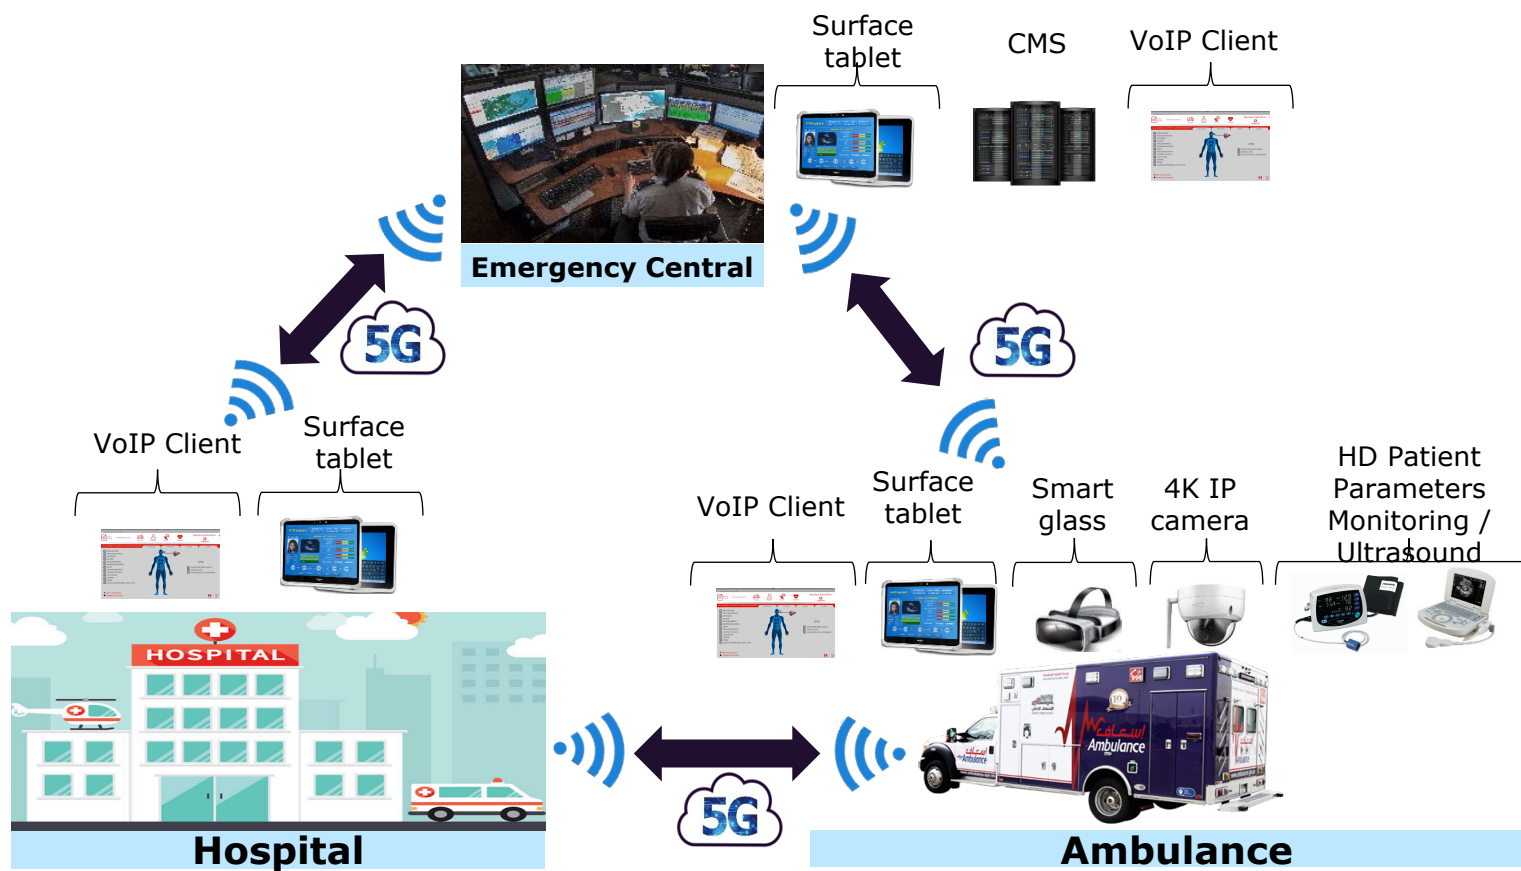 Surface
tablet
CMS
VoIP Client
Emergency Central
5G
5G
VoIP Client
Surface
tablet
VoIP Client
Surface
tablet
Smart
glass
4K IP
camera
HD Patient
Parameters
Monitoring /
Ultrasound
HOSPITAL
إسعاف
Ambulance
Ambulance
5G
Hospital
Ambulance